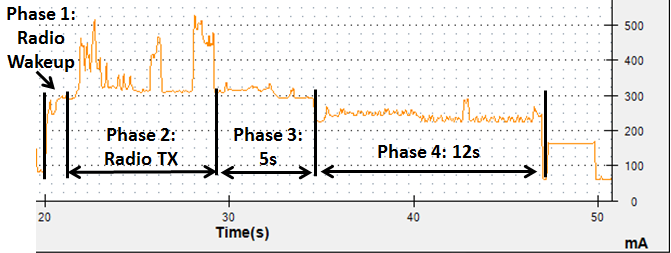 Phase 1:
Radio
Wakeup
Phase 2:
Radio TX
Phase 3:
5s
Phase 4: 12s
500
400
300
200
100
0
20
30
40
50
Time(s)
mA